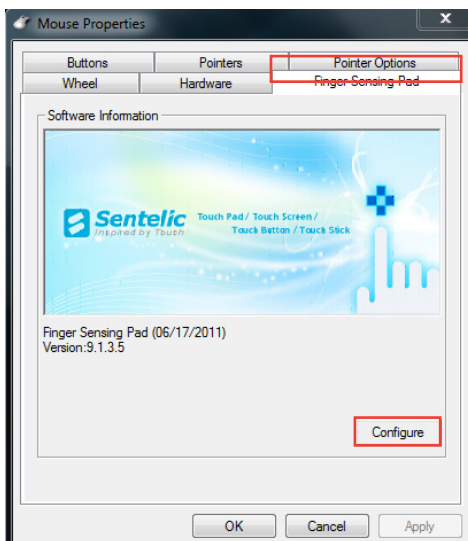 Mouse Properties
x
Buttons Pointers Pointer Options
Wheel Hardware Finger Sensing Pad
Software Information
Sentelic
Inspired by Touch
Touch Pad / Touch Screen /
Touch Button / Touch Stick
Finger Sensing Pad (06/17/2011)
Version:9.1.3.5
Configure
OK Cancel Apply